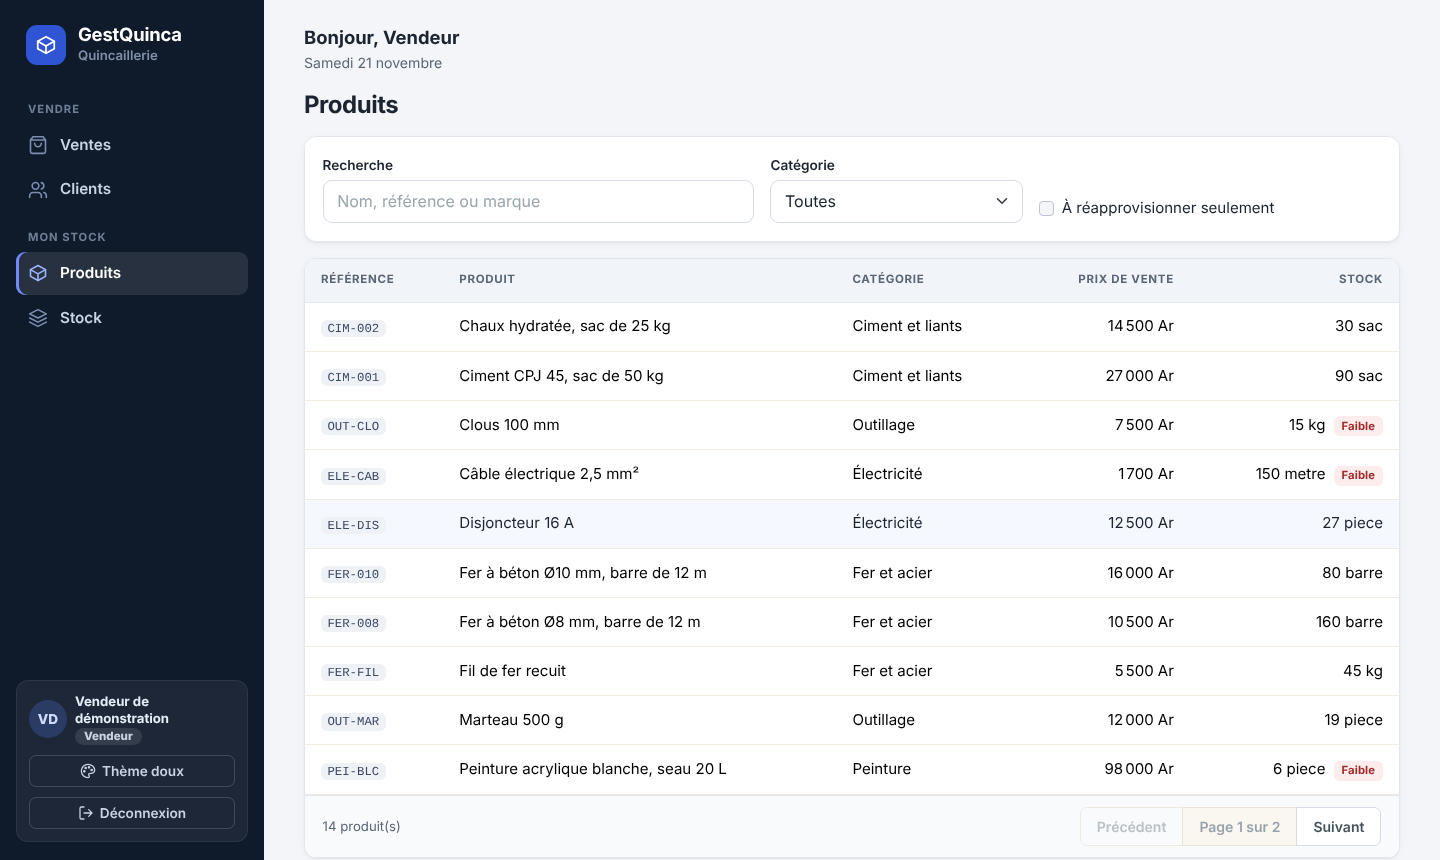 GestQuinca
Quincaillerie
VENDRE
Ventes
Clients
MON STOCK
Produits
Stock
VD
Vendeur de
démonstration
Vendeur
Thème doux
Déconnexion
Bonjour, Vendeur
Samedi 21 novembre
Produits
Recherche Catégorie
Nom, référence ou marque Toutes À réapprovisionner seulement
RÉFÉRENCE PRODUIT CATÉGORIE PRIX DE VENTE STOCK
CIM-002 Chaux hydratée, sac de 25 kg Ciment et liants 14 500 Ar 30 sac
CIM-001 Ciment CPJ 45, sac de 50 kg Ciment et liants 27 000 Ar 90 sac
OUT-CLO Clous 100 mm Outillage 7 500 Ar 15 kg Faible
ELE-CAB Câble électrique 2,5 mm² Électricité 1 700 Ar 150 metre Faible
ELE-DIS Disjoncteur 16 A Électricité 12 500 Ar 27 piece
FER-010 Fer à béton Ø10 mm, barre de 12 m Fer et acier 16 000 Ar 80 barre
FER-008 Fer à béton Ø8 mm, barre de 12 m Fer et acier 10 500 Ar 160 barre
FER-FIL Fil de fer recuit Fer et acier 5 500 Ar 45 kg
OUT-MAR Marteau 500 g Outillage 12 000 Ar 19 piece
PEI-BLC Peinture acrylique blanche, seau 20 L Peinture 98 000 Ar 6 piece Faible
14 produit(s) Précédent Page 1 sur 2 Suivant